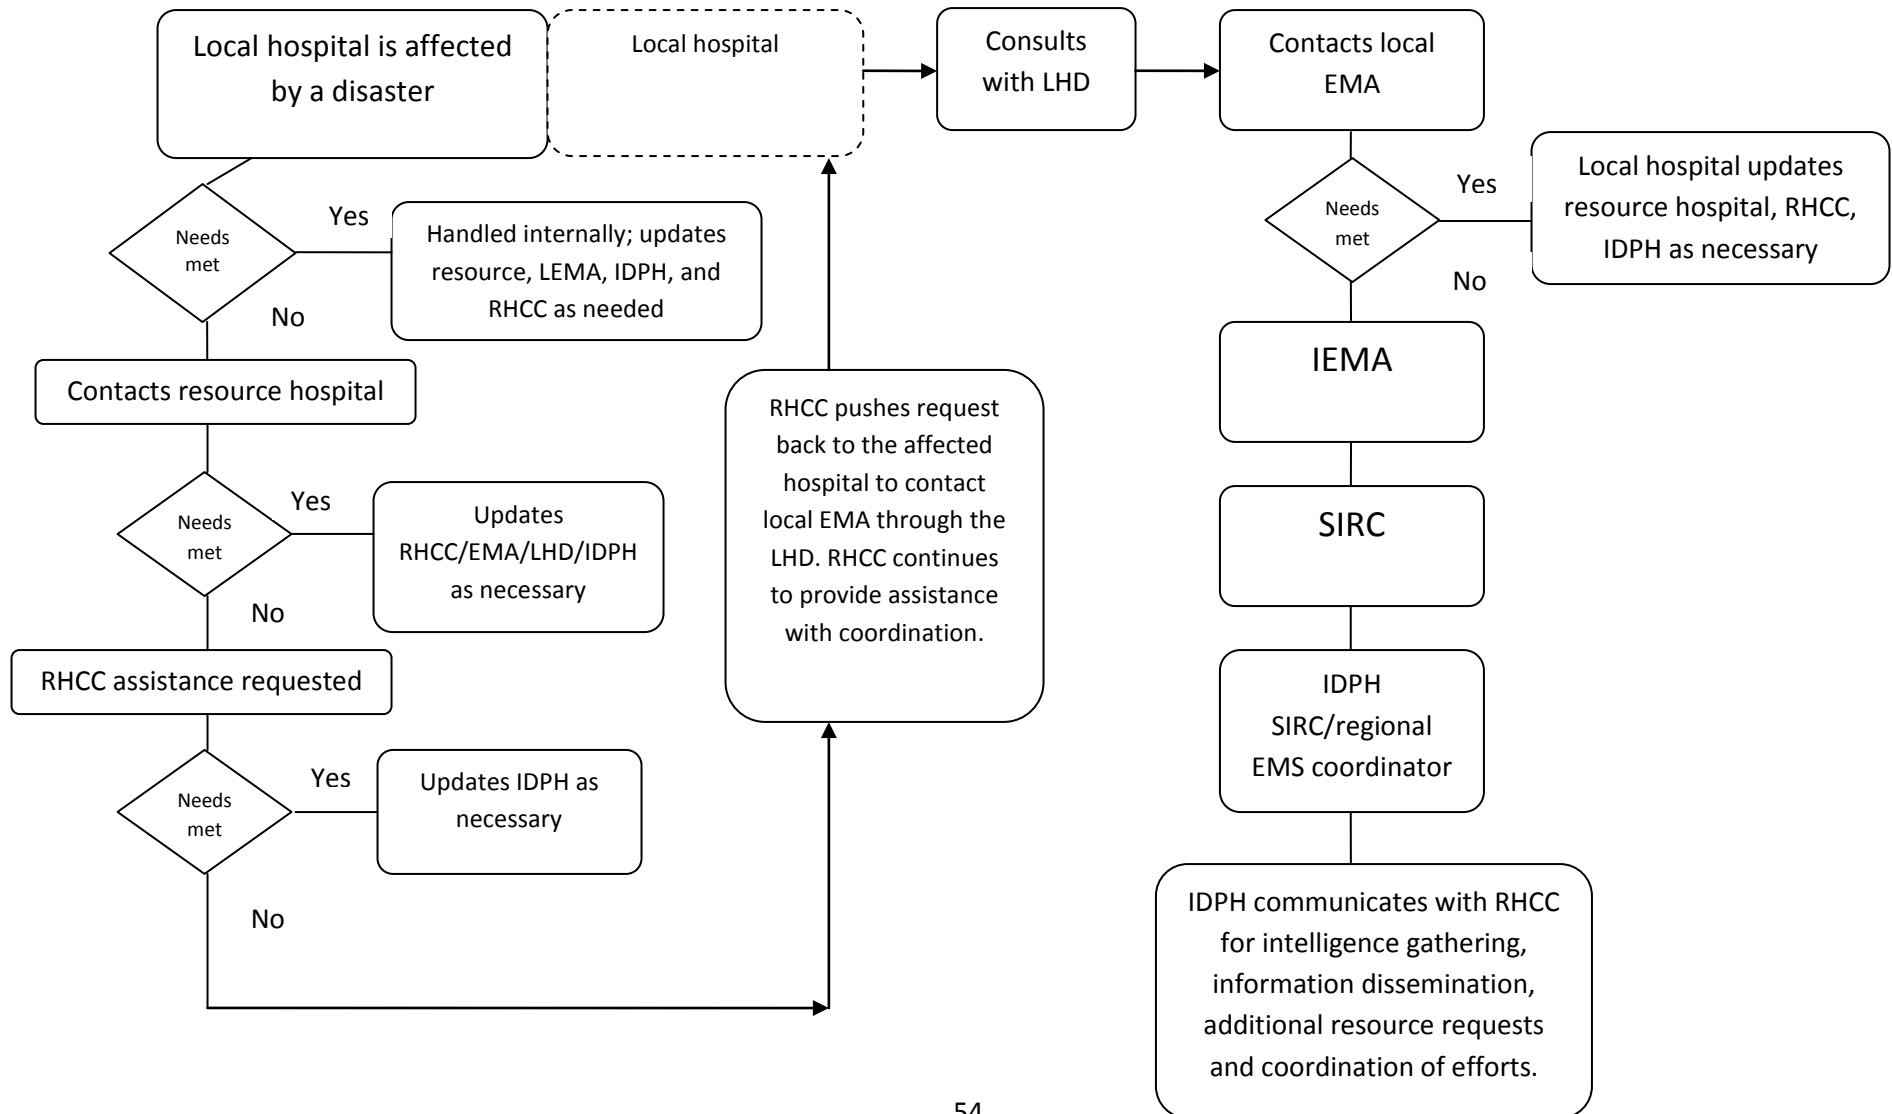 Local hospital is affected
by a disaster
Local hospital
Consults
with LHD
Contacts local
EMA
Needs
met
Yes
Handled internally; updates
resource, LEMA, IDPH, and
RHCC as needed
No
Contacts resource hospital
Needs
met
Yes
Updates
RHCC/EMA/LHD/IDPH
as necessary
No
RHCC assistance requested
Needs
met
Yes
Updates IDPH as
necessary
No
RHCC pushes request
back to the affected
hospital to contact
local EMA through the
LHD. RHCC continues
to provide assistance
with coordination.
Needs
met
Yes
Local hospital updates
resource hospital, RHCC,
IDPH as necessary
No
IEMA
SIRC
IDPH
SIRC/regional
EMS coordinator
IDPH communicates with RHCC
for intelligence gathering,
information dissemination,
additional resource requests
and coordination of efforts.
54